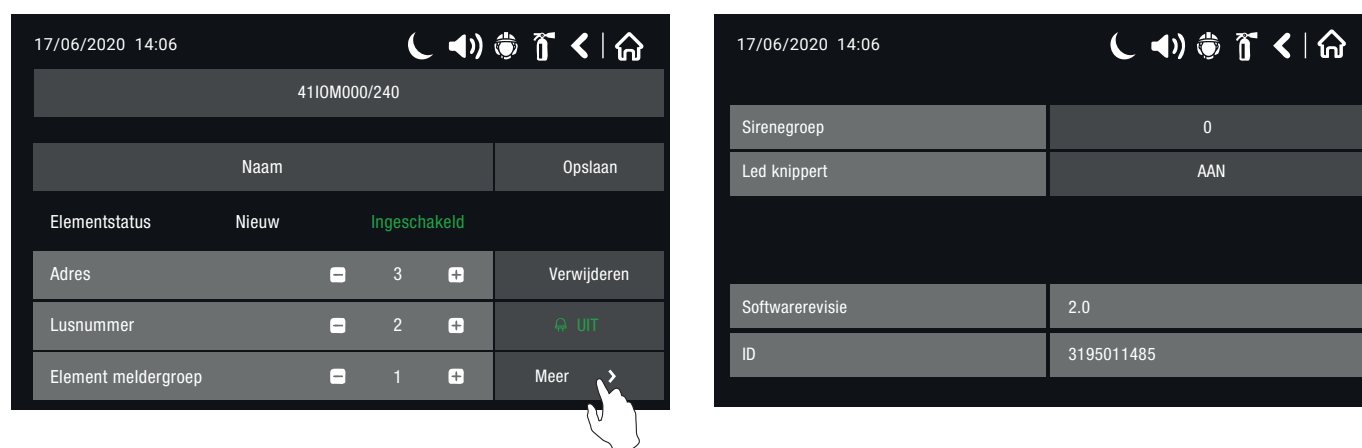 17/06/2020 14:06
41IOM000/240
Naam Opslaan
Elementstatus Nieuw Ingeschakeld
Adres 3 Verwijderen
Lusnummer 2 UIT
Element meldergroep 1 Meer
17/06/2020 14:06
Sirenegroep 0
Led knippert AAN
Softwarerevisie 2.0
ID 3195011485